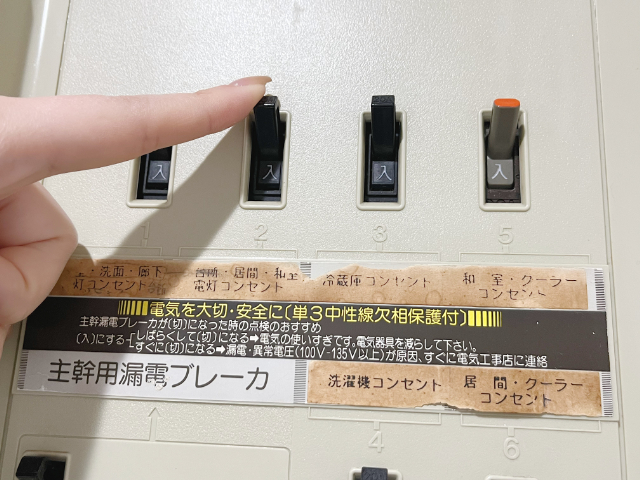 入 入 入 入
1 2 3 5
洗面・廊下
灯コンセント
台所・居間・和室
電灯コンセント
冷蔵庫コンセント
和室・クーラー
コンセント
電気を大切・安全に(単3中性線欠相保護付)
主幹漏電ブレーカが(切)になった時の点検のおすすめ
(入)にする しばらくして(切)になる➡電気の使いすぎです。電気器具を減らして下さい。
すぐに(切)になる➡漏電・異常電圧(100V-135V以上)が原因、すぐに電気工事店に連絡
主幹用漏電ブレーカ
洗濯機コンセント
居間・クーラー
コンセント
4 6